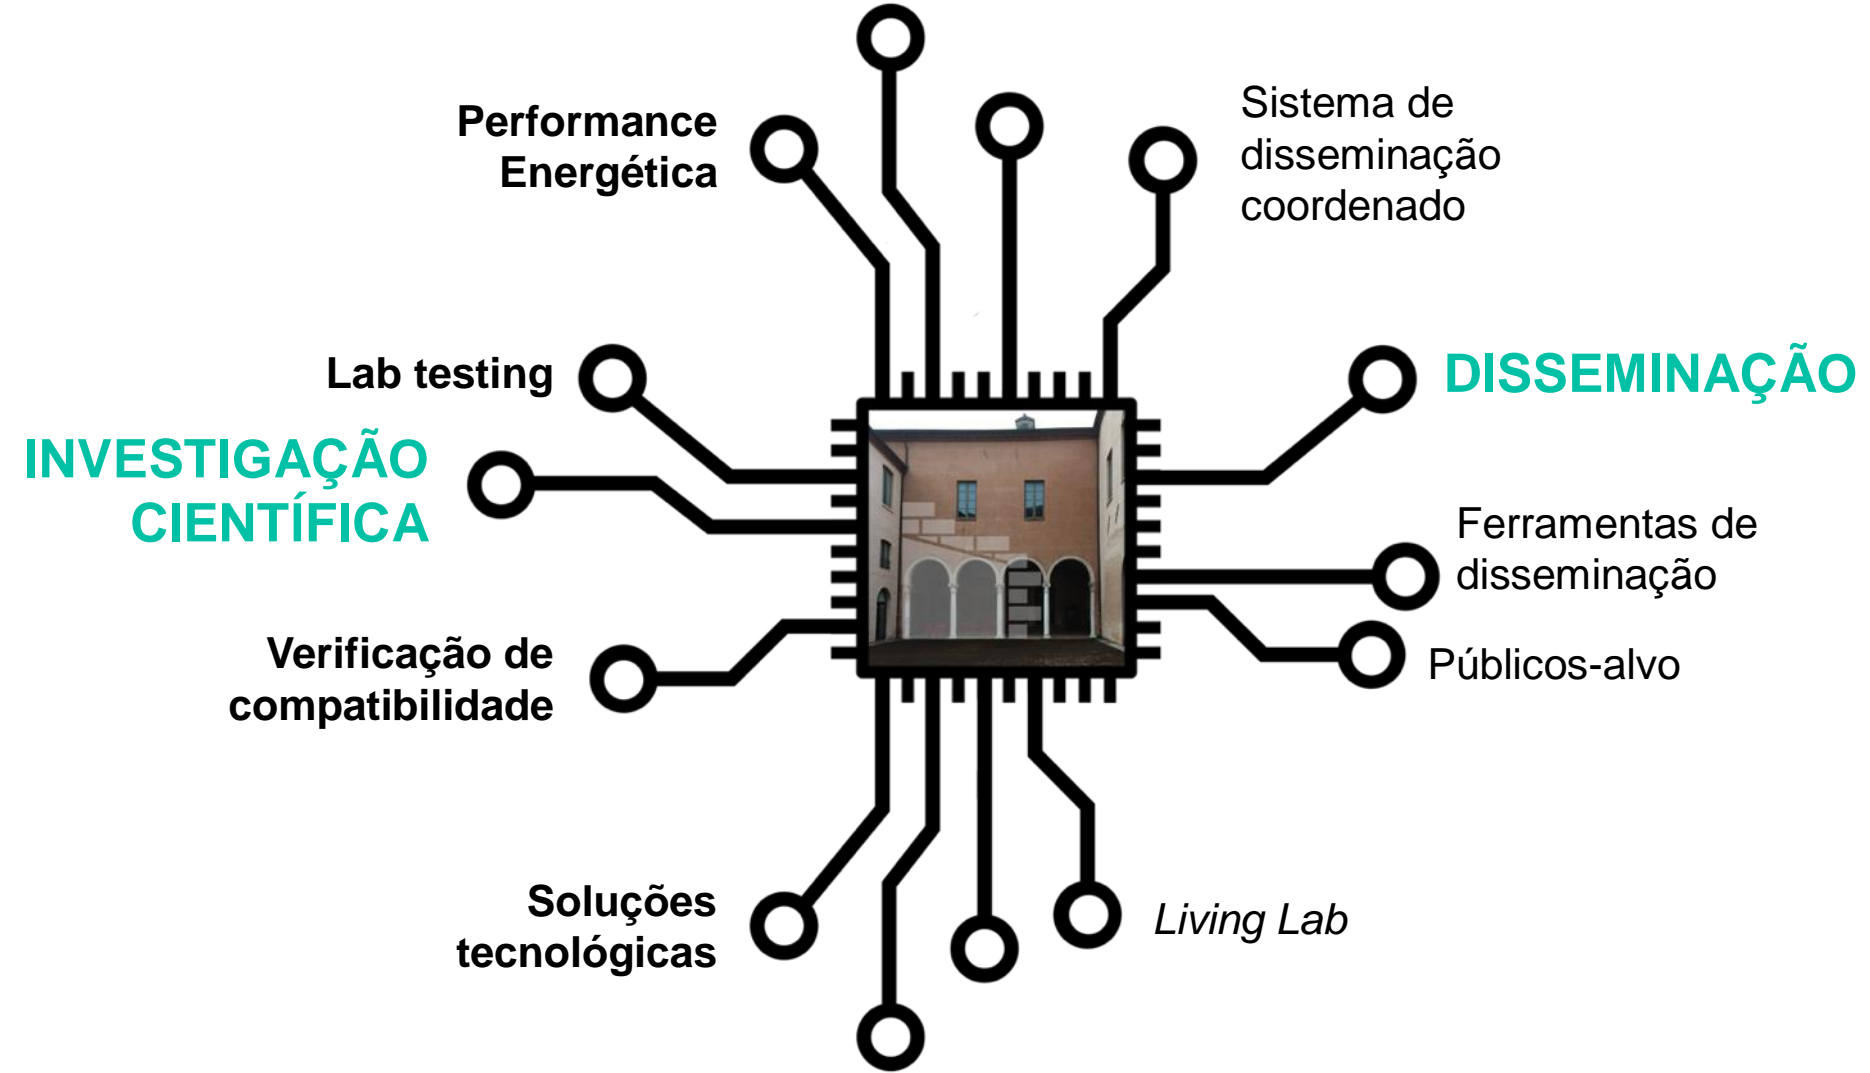 Performance
Energética
Lab testing
INVESTIGAÇÃO
CIENTÍFICA
Verificação de
compatibilidade
Soluções
tecnológicas
Sistema de
disseminação
coordenado
DISSEMINAÇÃO
Ferramentas de
disseminação
Públicos-alvo
Living Lab